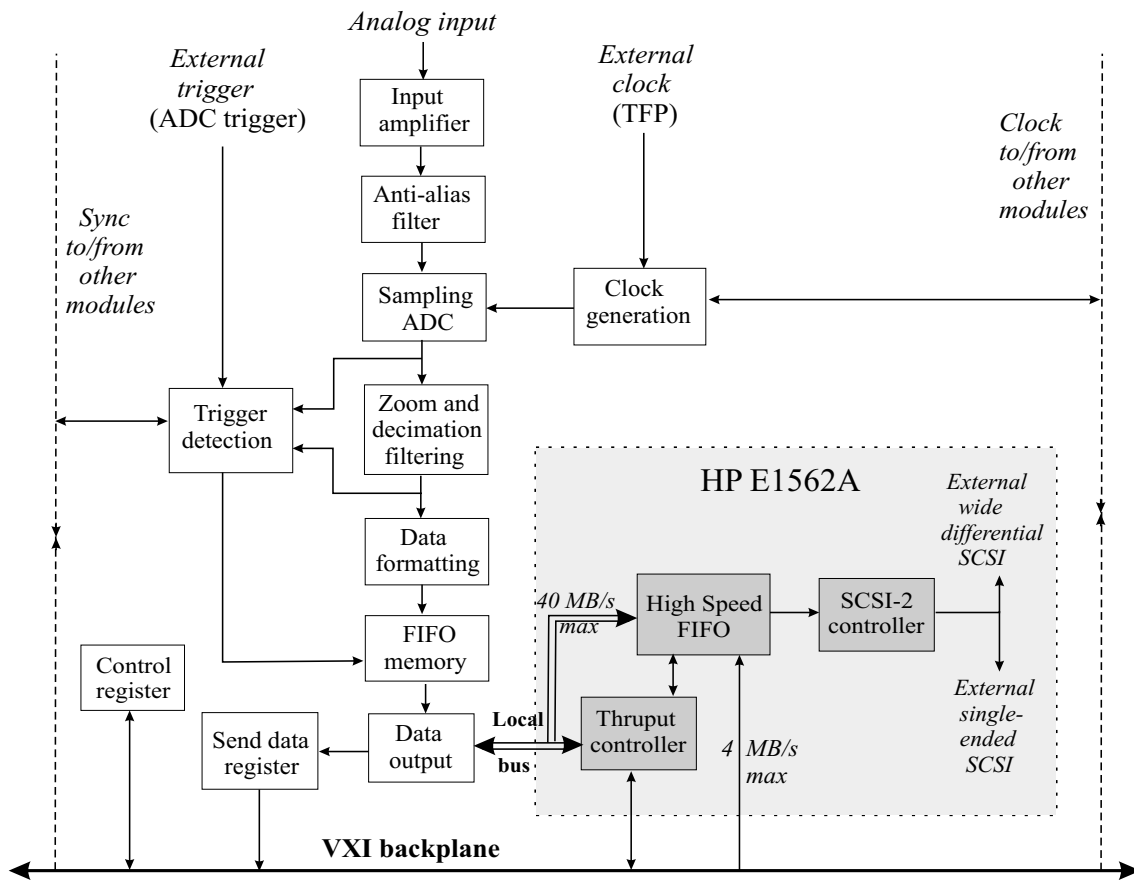 Analog input
External
trigger
(ADC trigger)
External
clock
(TFP)
Input
amplifier
Clock
to/from
other
modules
Anti-alias
filter
Sync
to/from
other
modules
Sampling
ADC
Clock
generation
Trigger
detection
Zoom and
decimation
filtering
HP E1562A
External
wide
differential
SCSI
Data
formatting
40 MB/s
max
High Speed
FIFO
SCSI-2
controller
FIFO
memory
Control
register
External
single-
ended
SCSI
Send data
register
Data
output
Local
bus
Thruput
controller
4 MB/s
max
VXI backplane